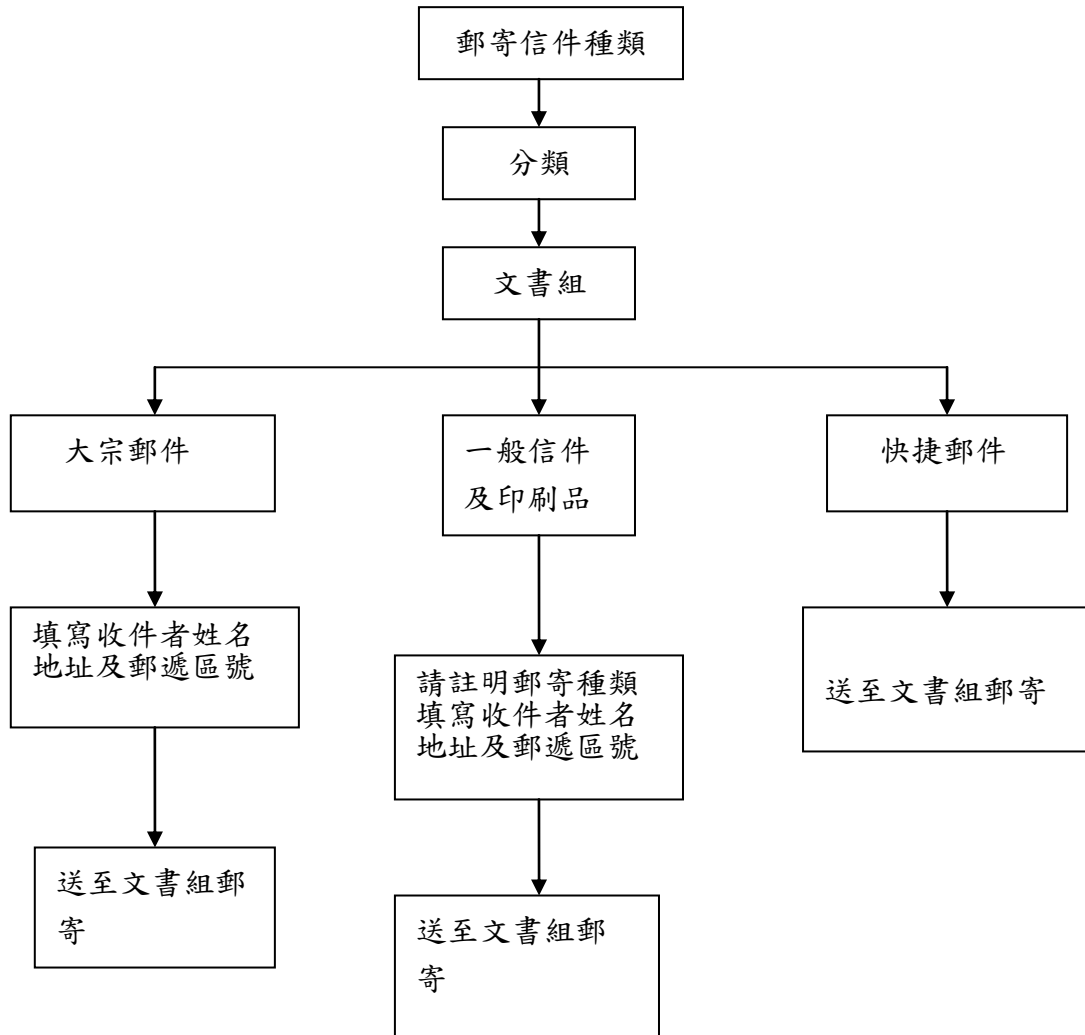 郵寄信件種類
分類
文書組
大宗郵件
一般信件
及印刷品
快捷郵件
填寫收件者姓名
地址及郵遞區號
請註明郵寄種類
填寫收件者姓名
地址及郵遞區號
送至文書組郵寄
送至文書組郵
寄
送至文書組郵
寄